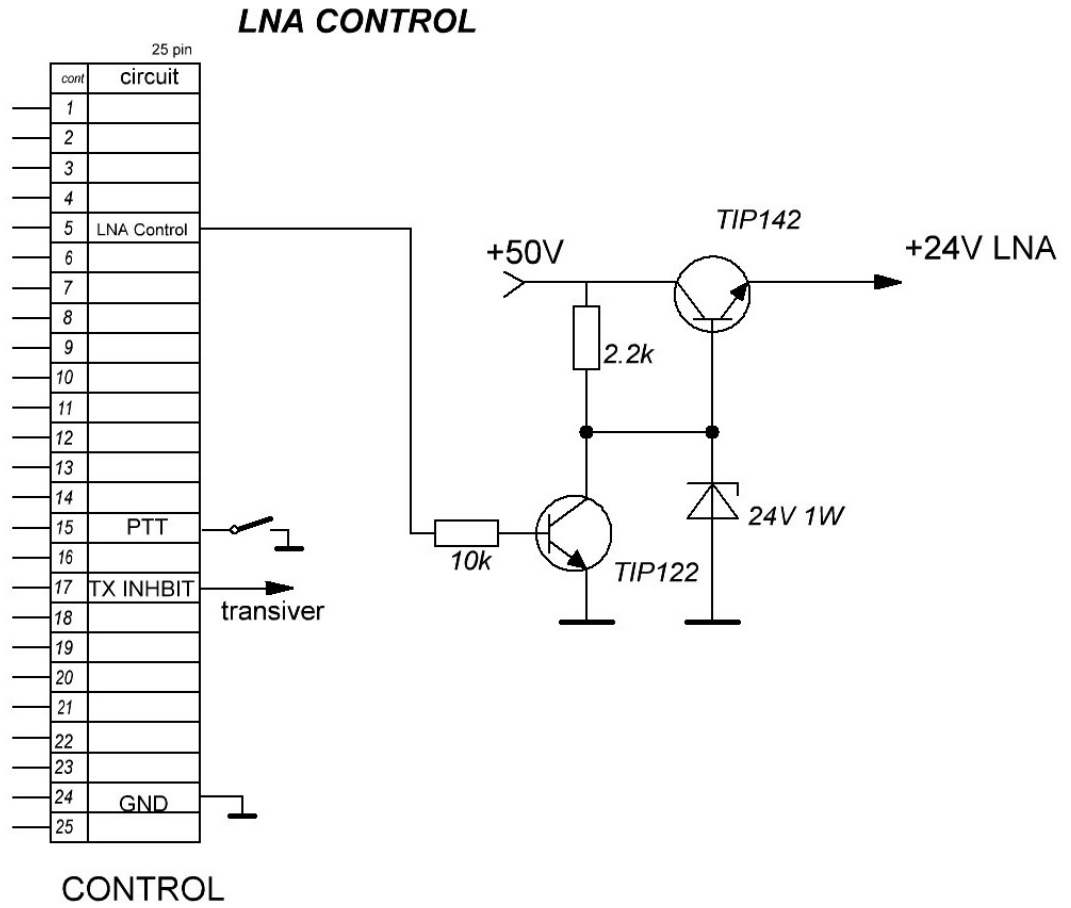 LNA CONTROL
25 pin
cont circuit
1
2
3
4
5 LNA Control
6
7
8
9
10
11
12
13
14
15 PTT
16
17 TX INHBIT
18
19
20
21
22
23
24 GND
25
CONTROL
transiver
10k
TIP122
+50V
2.2k
TIP142
+24V LNA
24V 1W